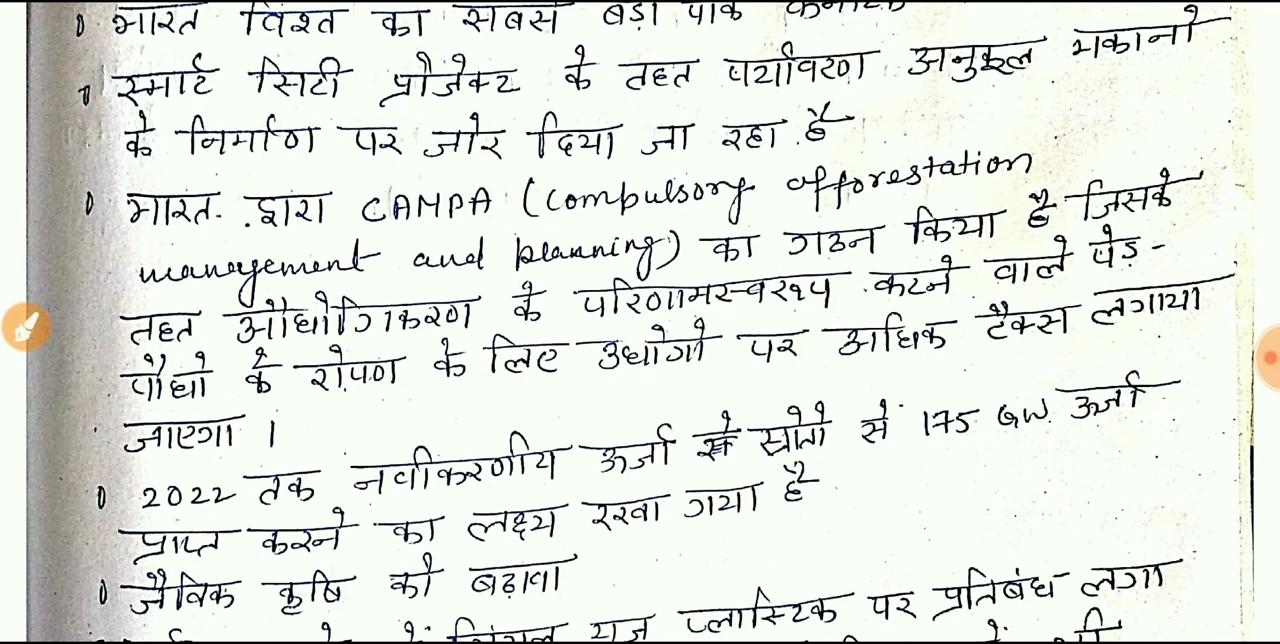 भारत विश्व का सबसे बड़ा
स्मार्ट सिटी प्रोजेक्ट के तहत पर्यावरण अनुकूल मकानो
के निर्माण पर जोर दिया जा रहा है
भारत द्वारा CAMPA (compulsory afforestation
management and planning) का गठन किया है जिसके
तहत औधोगिकरण के परिणामस्वरूप कटने वाले पेड़-
पौधो के रोपण के लिए उधोगो पर अधिक टैक्स लगाया
जाएगा।
2022 तक नवीकरणीय ऊर्जा के स्त्रोतो से 175 GW ऊर्जा
प्राप्त करने का लक्ष्य रखा गया है
जैविक कृषि को बढ़ावा
प्लास्टिक पर प्रतिबंध लगा